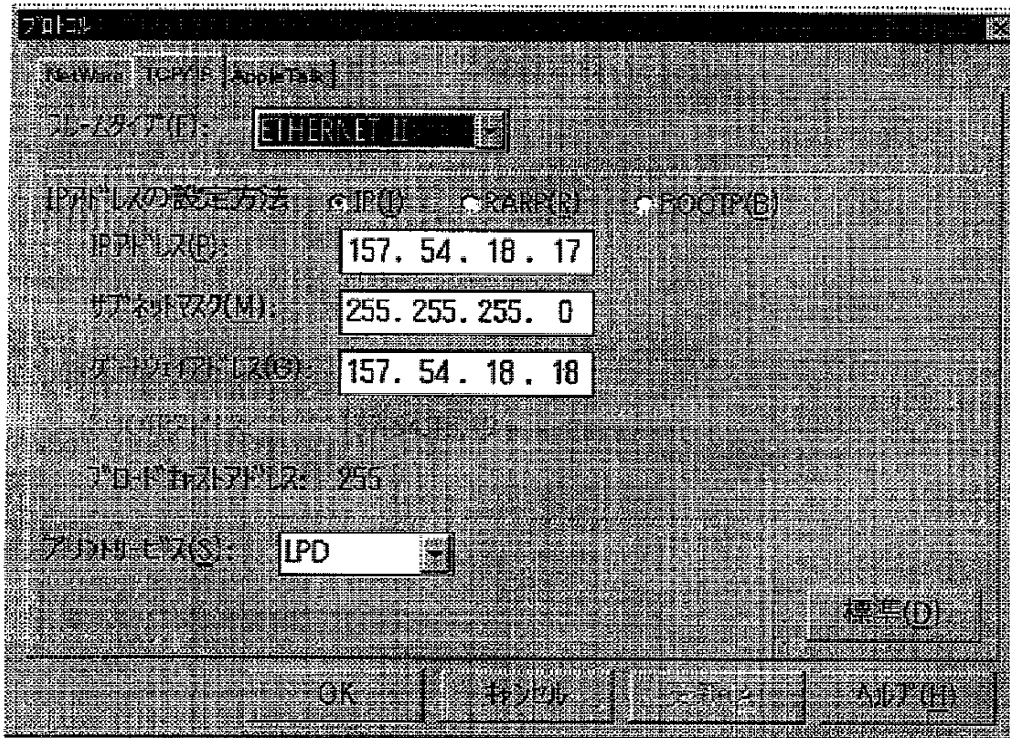 プロトコル
NetWare TCP/IP AppleTalk
フレームタイプ(F): ETHERNET II
IPアドレスの設定方法 IP(I) RARP(R) BOOTP(B)
IPアドレス(P): 157. 54. 18. 17
サブネットマスク(M): 255. 255. 255. 0
ゲートウェイアドレス(G): 157. 54. 18. 18
ブロードキャストアドレス: 255
プリントサービス(S): LPD
標準(D)
OK キャンセル ヘルプ(H)